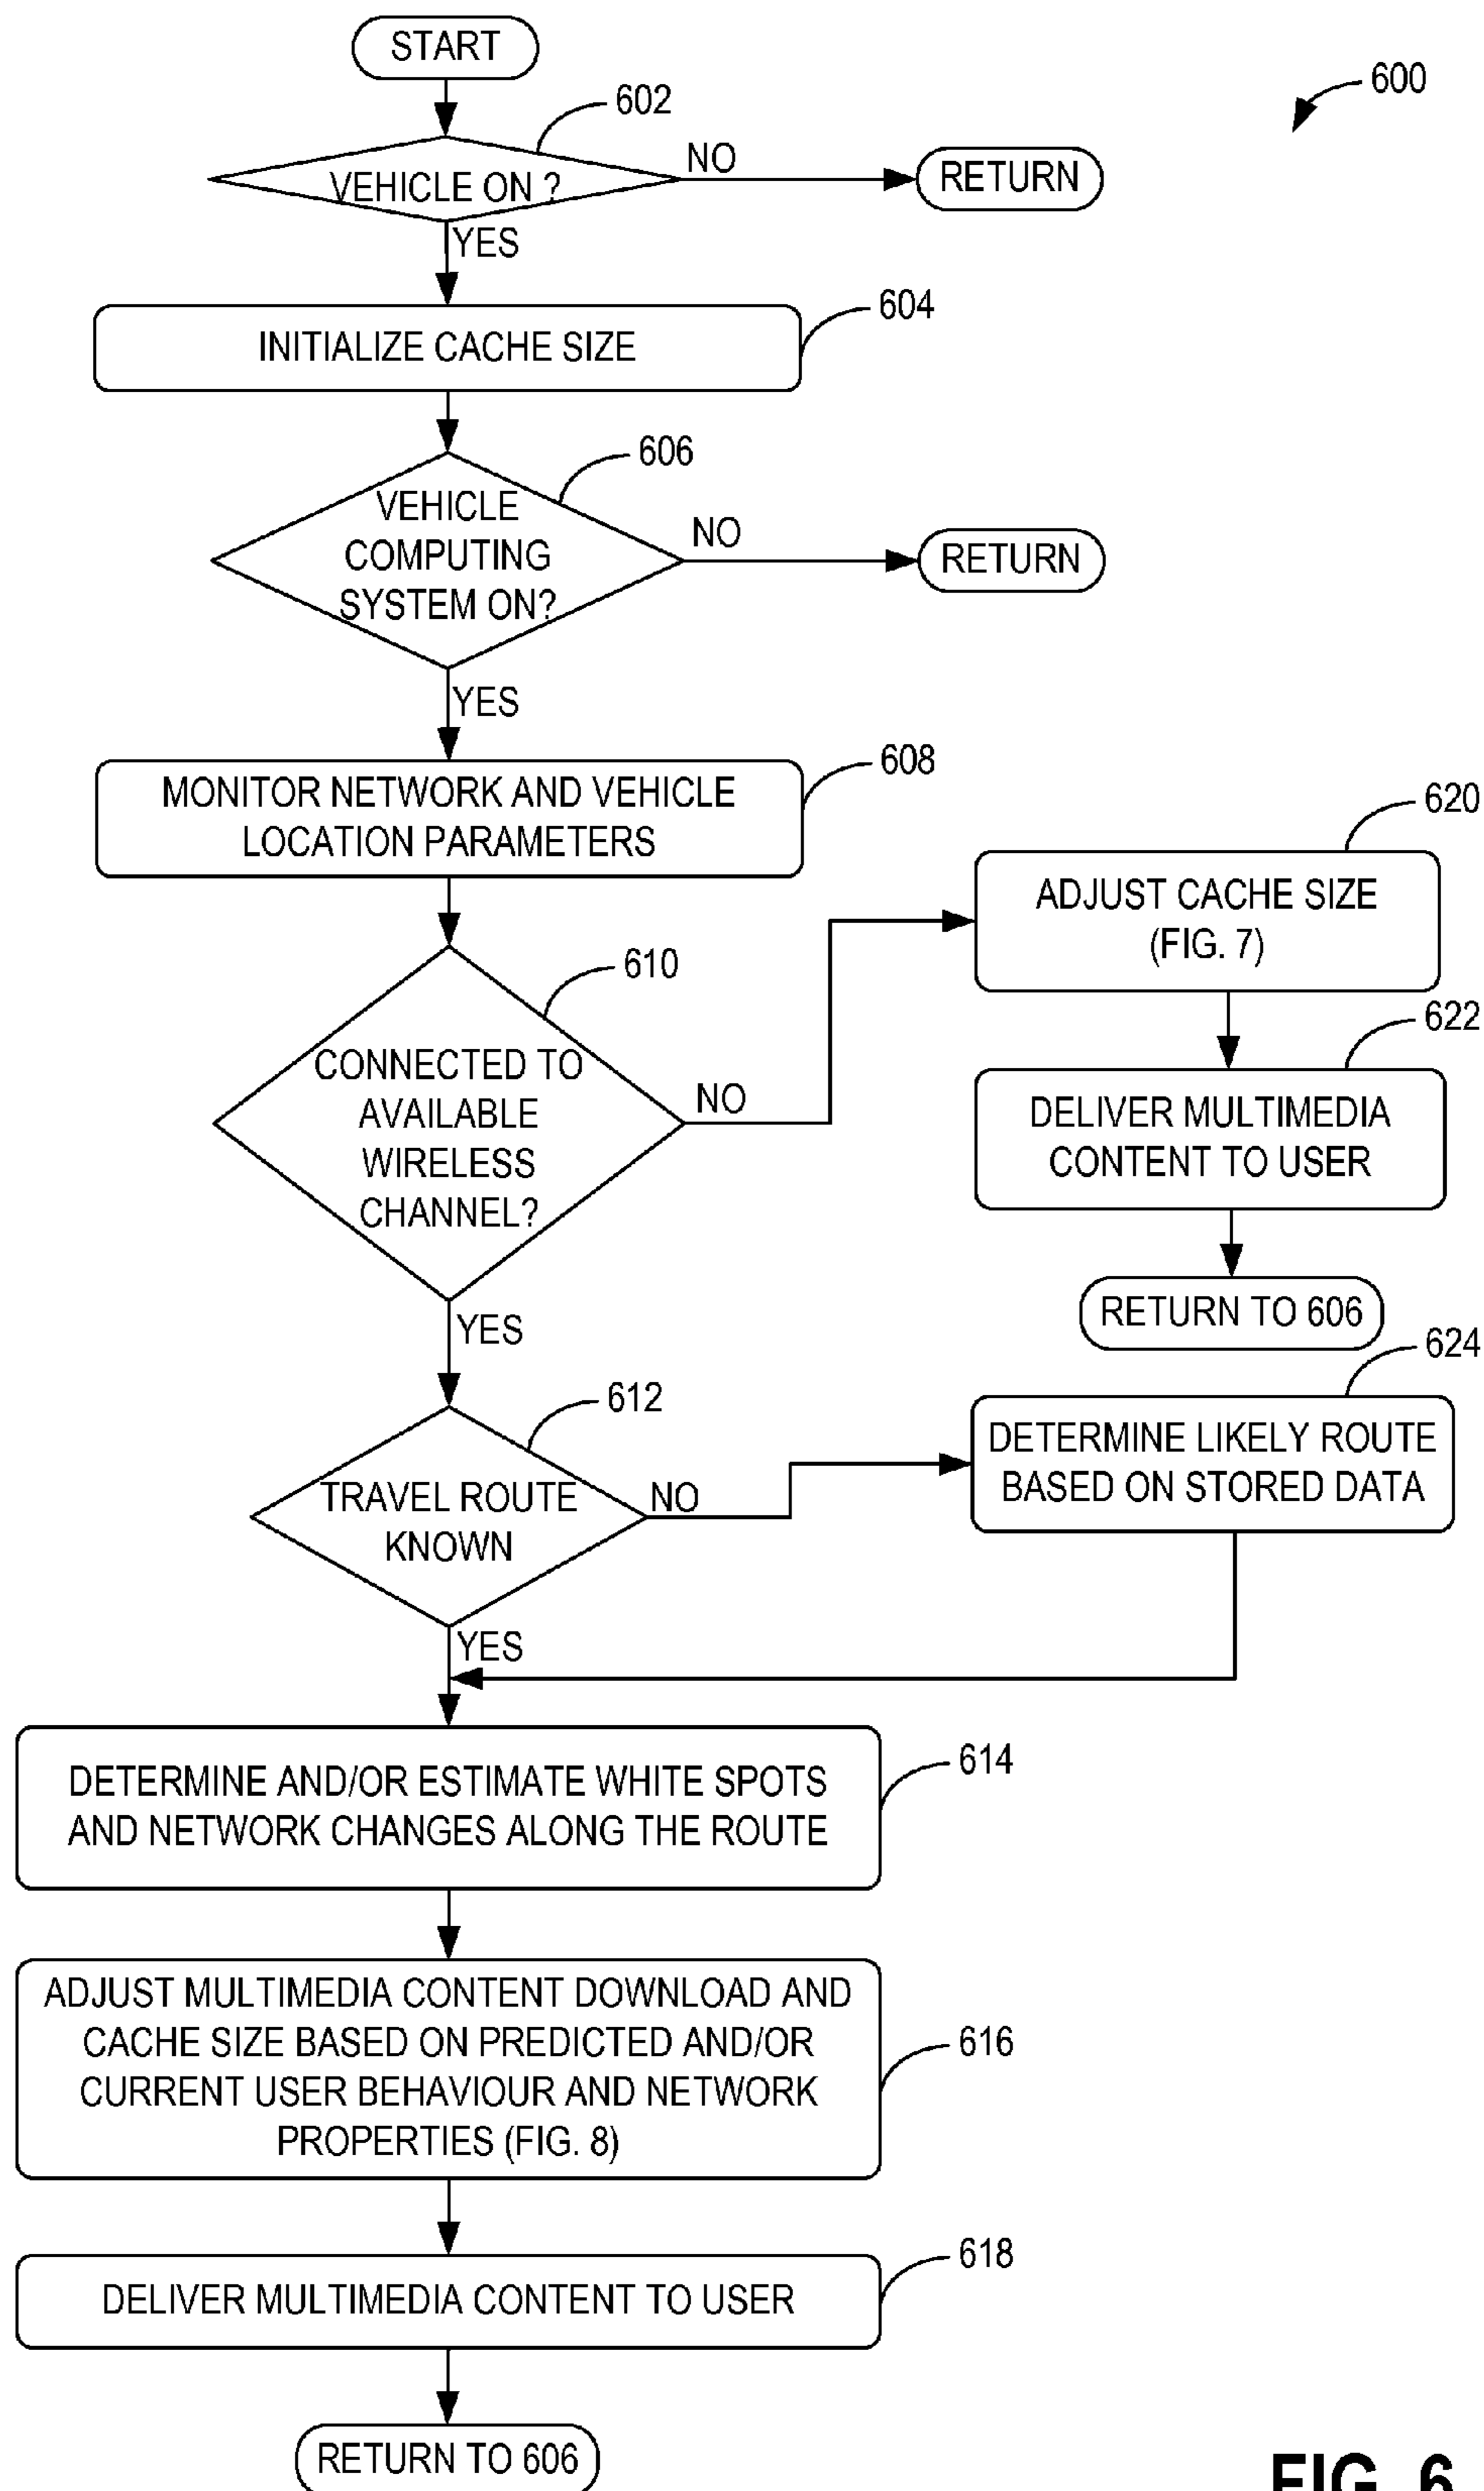 START
600
602
VEHICLE ON ?
NO
RETURN
YES
604
INITIALIZE CACHE SIZE
606
VEHICLE
COMPUTING
SYSTEM ON?
NO
RETURN
YES
608
MONITOR NETWORK AND VEHICLE
LOCATION PARAMETERS
620
ADJUST CACHE SIZE
(FIG. 7)
610
CONNECTED TO
AVAILABLE
WIRELESS
CHANNEL?
NO
622
DELIVER MULTIMEDIA
CONTENT TO USER
RETURN TO 606
YES
624
612
DETERMINE LIKELY ROUTE
BASED ON STORED DATA
TRAVEL ROUTE
KNOWN
NO
YES
614
DETERMINE AND/OR ESTIMATE WHITE SPOTS
AND NETWORK CHANGES ALONG THE ROUTE
616
ADJUST MULTIMEDIA CONTENT DOWNLOAD AND
CACHE SIZE BASED ON PREDICTED AND/OR
CURRENT USER BEHAVIOUR AND NETWORK
PROPERTIES (FIG. 8)
618
DELIVER MULTIMEDIA CONTENT TO USER
RETURN TO 606
FIG. 6